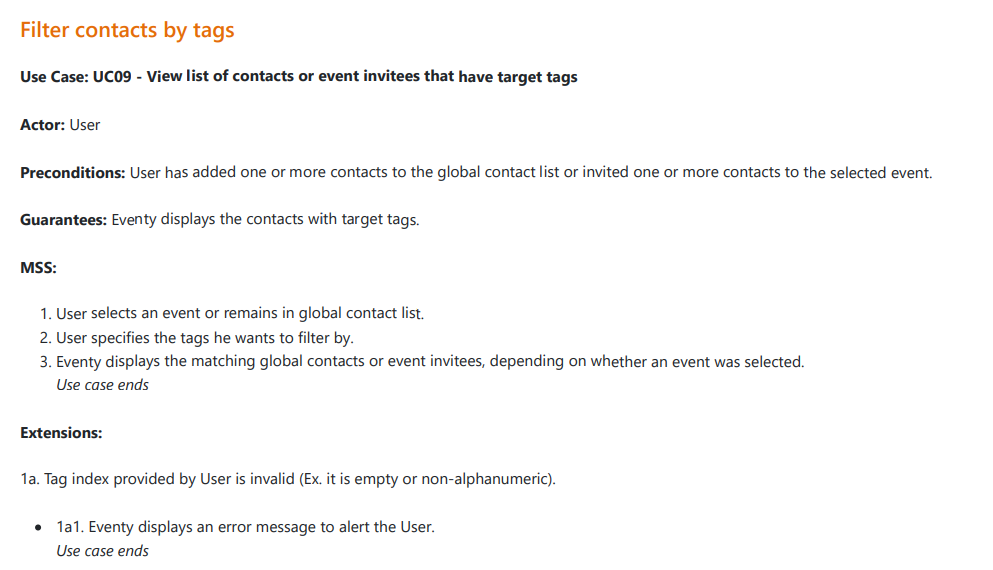 Filter contacts by tags
Use Case: UC09 - View list of contacts or event invitees that have target tags
Actor: User
Preconditions: User has added one or more contacts to the global contact list or invited one or more contacts to the selected event.
Guarantees: Eventy displays the contacts with target tags.
MSS:
1. User selects an event or remains in global contact list.
2. User specifies the tags he wants to filter by.
3. Eventy displays the matching global contacts or event invitees, depending on whether an event was selected.
Use case ends
Extensions:
1a. Tag index provided by User is invalid (Ex. it is empty or non-alphanumeric).
• 1a1. Eventy displays an error message to alert the User.
Use case ends